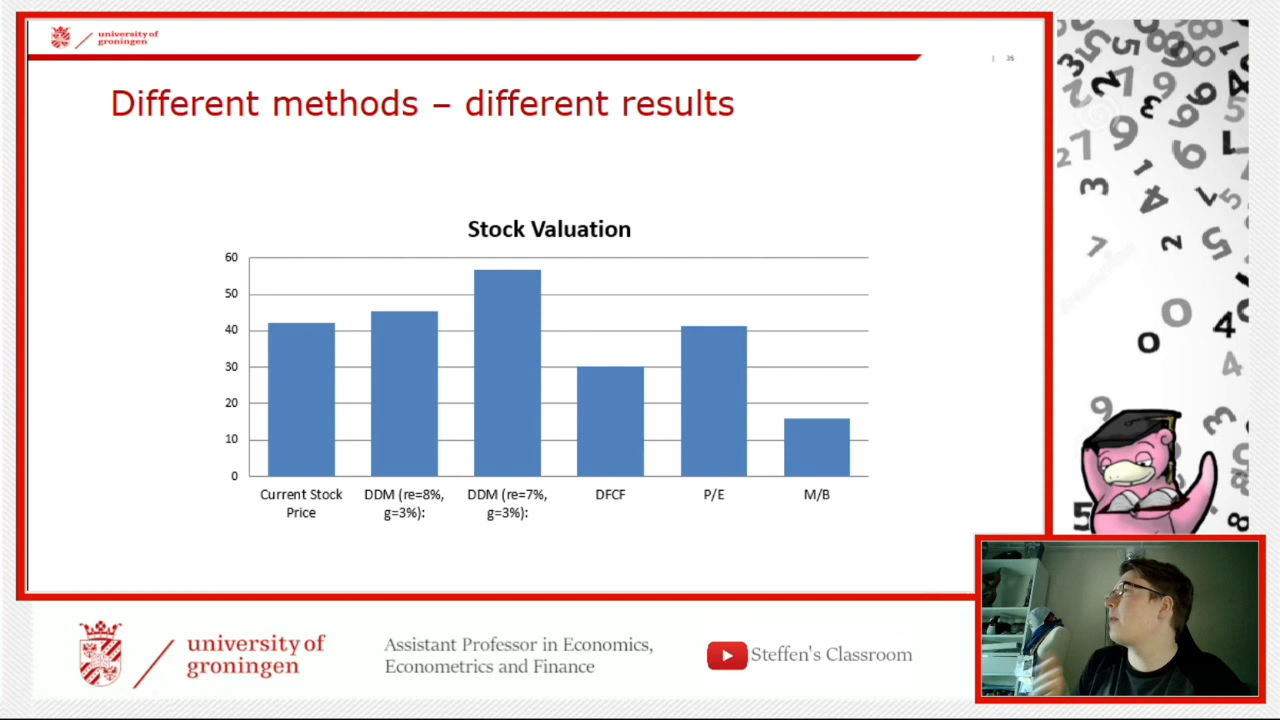 university of
groningen
| 35
Different methods – different results
Stock Valuation
60
50
40
30
20
10
0
Current Stock Price
DDM (re=8%, g=3%):
DDM (re=7%, g=3%):
DFCF
P/E
M/B
university of
groningen
Assistant Professor in Economics,
Econometrics and Finance
Steffen's Classroom